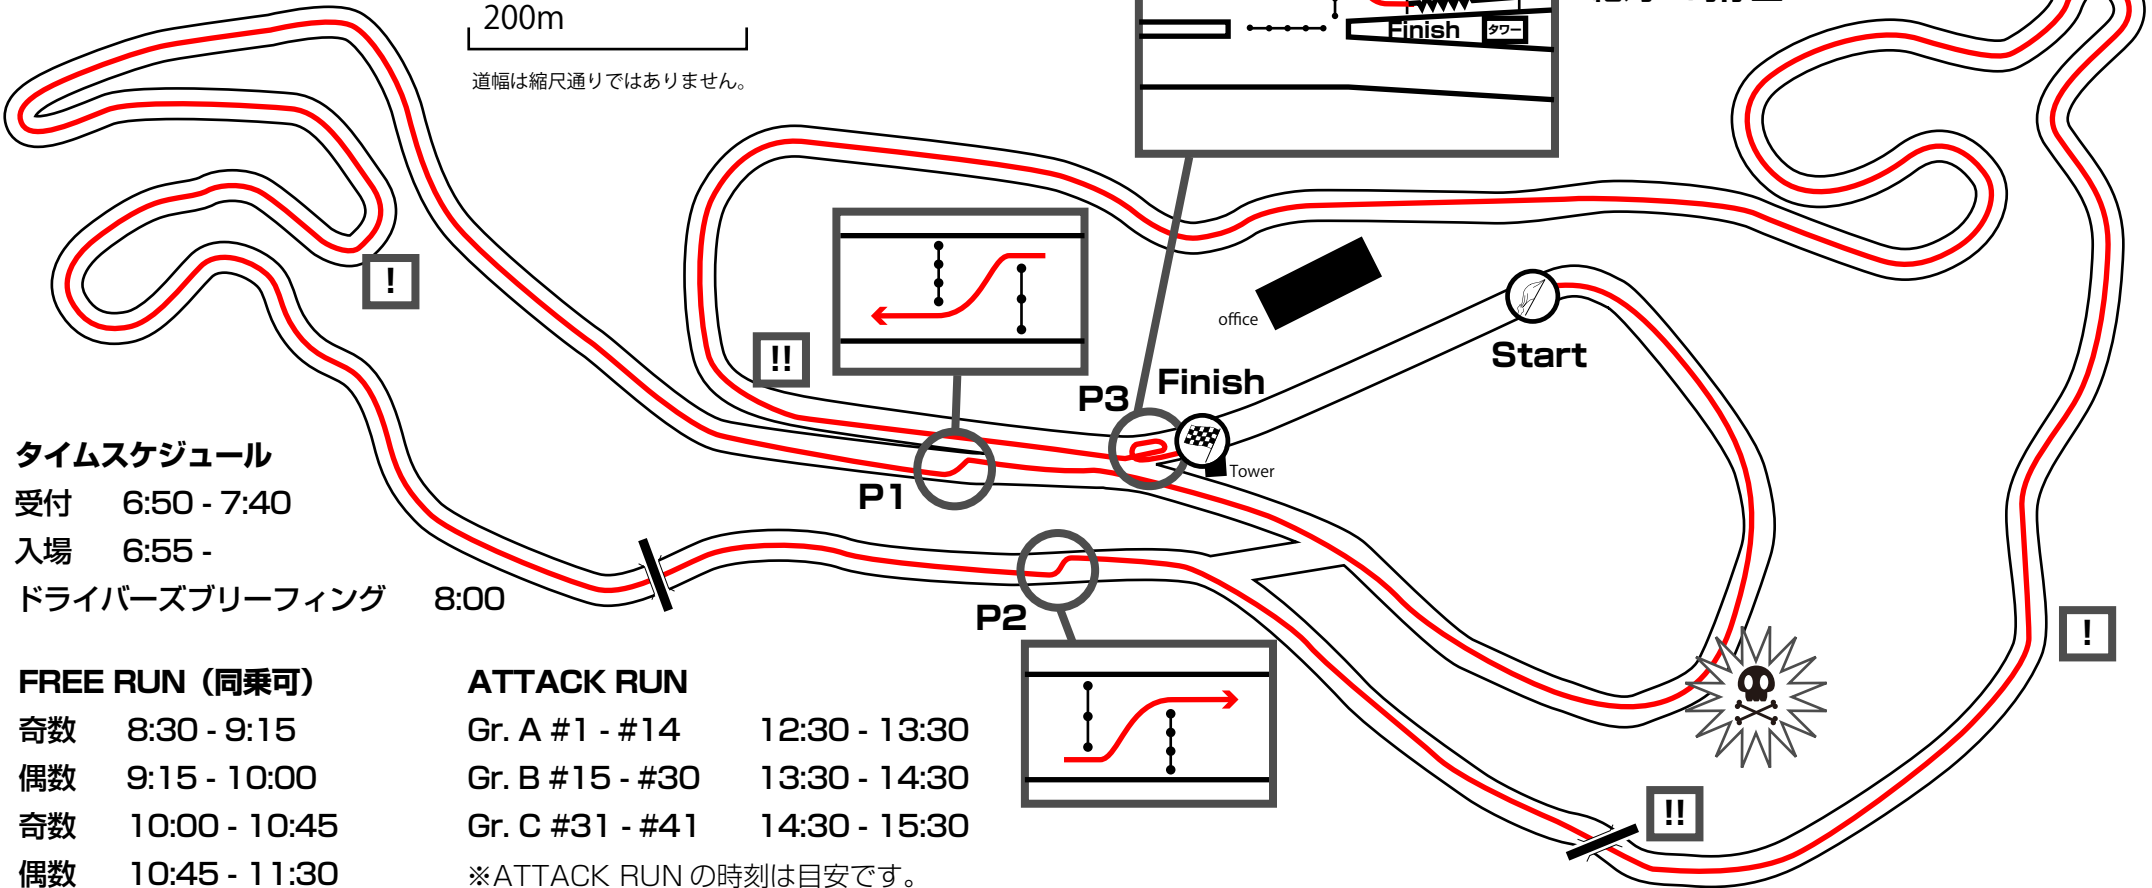 200m
道幅は縮尺通りではありません。
Finish
タワー
!
!!
office
Start
P3
Finish
Tower
P1
P2
!
!!
タイムスケジュール
受付 6:50 - 7:40
入場 6:55 -
ドライバーズブリーフィング 8:00
FREE RUN（同乗可）
奇数 8:30 - 9:15
偶数 9:15 - 10:00
奇数 10:00 - 10:45
偶数 10:45 - 11:30
ATTACK RUN
Gr. A #1 - #14 12:30 - 13:30
Gr. B #15 - #30 13:30 - 14:30
Gr. C #31 - #41 14:30 - 15:30
※ATTACK RUN の時刻は目安です。